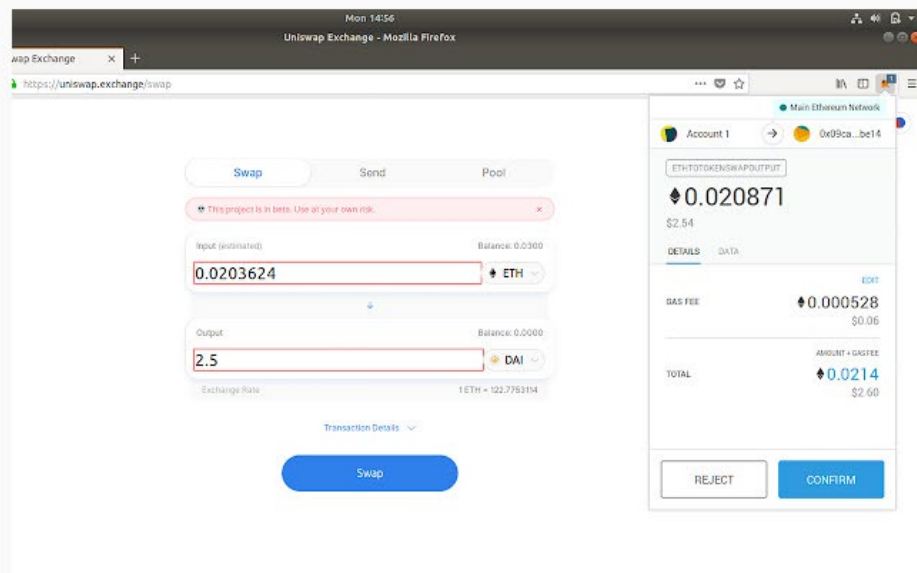 Mon 14:56
Uniswap Exchange - Mozilla Firefox
wap Exchange
https://uniswap.exchange/swap
Main Ethereum Network
Account 1
0x09ca...be14
Swap Send Pool
This project is in beta. Use at your own risk.
Input (estimated) Balance: 0.0300
0.0203624 ETH
Output Balance: 0.0000
2.5 DAI
Exchange Rate 1 ETH = 122.7753114
Transaction Details
Swap
ETHTOTOKENSWAPOUTPUT
0.020871
$2.54
DETAILS DATA
EDIT
GAS FEE 0.000528
$0.06
AMOUNT + GAS FEE
TOTAL 0.0214
$2.60
REJECT CONFIRM